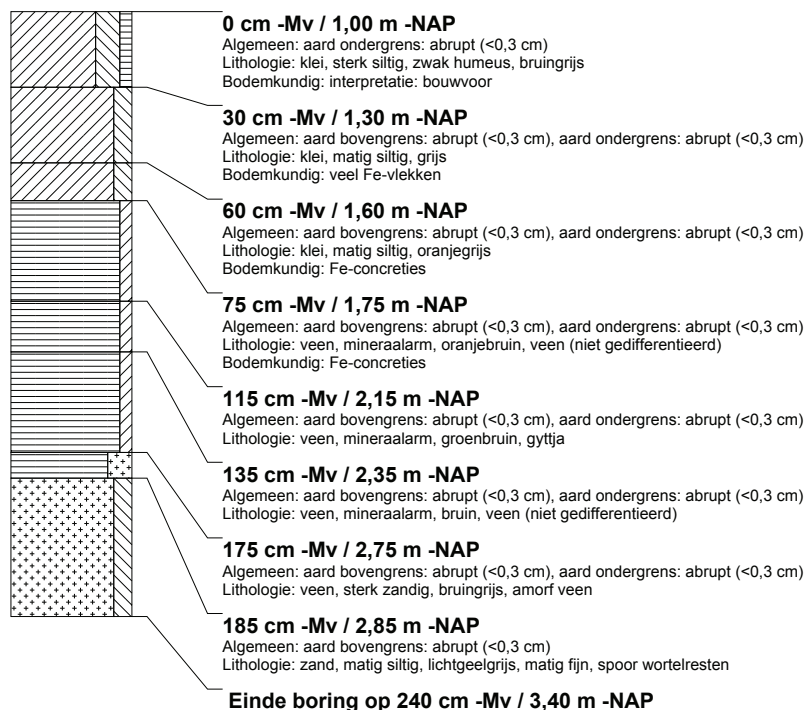 0 cm -Mv / 1,00 m -NAP
Algemeen: aard ondergrens: abrupt (<0,3 cm)
Lithologie: klei, sterk siltig, zwak humeus, bruingrijs
Bodemkundig: interpretatie: bouwvoor
30 cm -Mv / 1,30 m -NAP
Algemeen: aard bovengrens: abrupt (<0,3 cm), aard ondergrens: abrupt (<0,3 cm)
Lithologie: klei, matig siltig, grijs
Bodemkundig: veel Fe-vlekken
60 cm -Mv / 1,60 m -NAP
Algemeen: aard bovengrens: abrupt (<0,3 cm), aard ondergrens: abrupt (<0,3 cm)
Lithologie: klei, matig siltig, oranjegrijs
Bodemkundig: Fe-concreties
75 cm -Mv / 1,75 m -NAP
Algemeen: aard bovengrens: abrupt (<0,3 cm), aard ondergrens: abrupt (<0,3 cm)
Lithologie: veen, mineraalarm, oranjebruin, veen (niet gedifferentieerd)
Bodemkundig: Fe-concreties
115 cm -Mv / 2,15 m -NAP
Algemeen: aard bovengrens: abrupt (<0,3 cm), aard ondergrens: abrupt (<0,3 cm)
Lithologie: veen, mineraalarm, groenbruin, gyttja
135 cm -Mv / 2,35 m -NAP
Algemeen: aard bovengrens: abrupt (<0,3 cm), aard ondergrens: abrupt (<0,3 cm)
Lithologie: veen, mineraalarm, bruin, veen (niet gedifferentieerd)
175 cm -Mv / 2,75 m -NAP
Algemeen: aard bovengrens: abrupt (<0,3 cm), aard ondergrens: abrupt (<0,3 cm)
Lithologie: veen, sterk zandig, bruingrijs, amorf veen
185 cm -Mv / 2,85 m -NAP
Algemeen: aard bovengrens: abrupt (<0,3 cm)
Lithologie: zand, matig siltig, lichtgeelgrijs, matig fijn, spoor wortelresten
Einde boring op 240 cm -Mv / 3,40 m -NAP